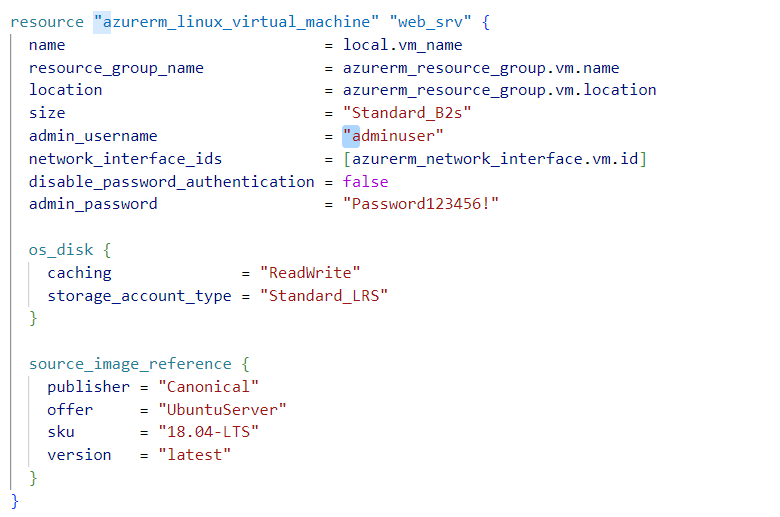 resource "azurerm_linux_virtual_machine" "web_srv" {
  name                            = local.vm_name
  resource_group_name             = azurerm_resource_group.vm.name
  location                        = azurerm_resource_group.vm.location
  size                            = "Standard_B2s"
  admin_username                  = "adminuser"
  network_interface_ids           = [azurerm_network_interface.vm.id]
  disable_password_authentication = false
  admin_password                  = "Password123456!"

  os_disk {
    caching              = "ReadWrite"
    storage_account_type = "Standard_LRS"
  }

  source_image_reference {
    publisher = "Canonical"
    offer     = "UbuntuServer"
    sku       = "18.04-LTS"
    version   = "latest"
  }
}